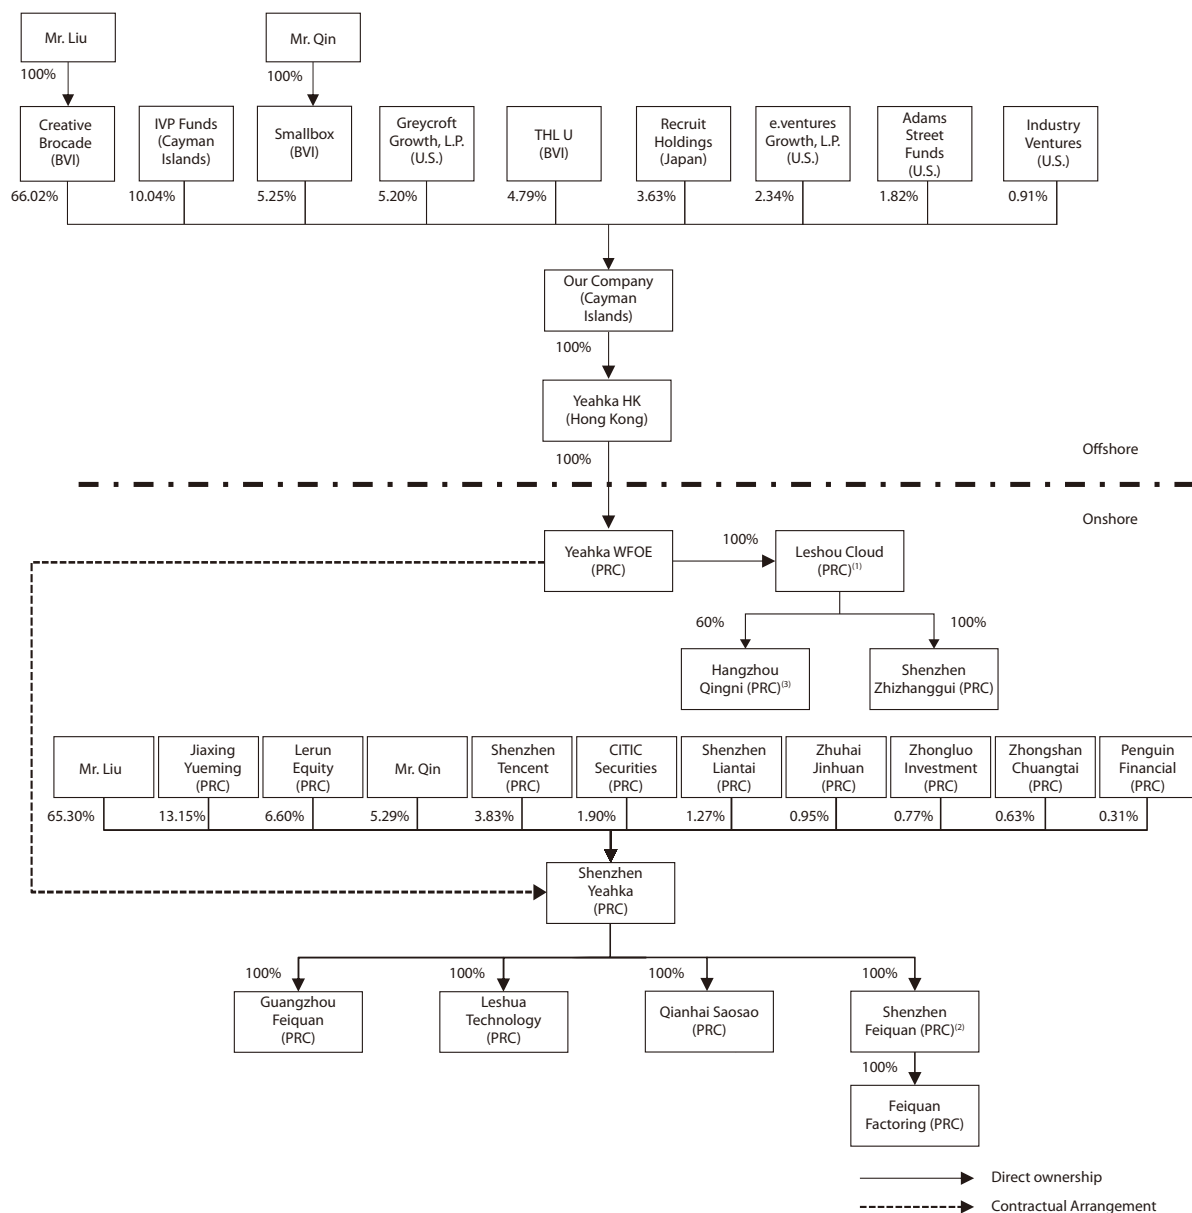 Mr. Liu
Mr. Qin
100%
100%
Creative
Brocade
(BVI)
IVP Funds
(Cayman
Islands)
Smallbox
(BVI)
Greycroft
Growth, L.P.
(U.S.)
THL U
(BVI)
Recruit
Holdings
(Japan)
e.ventures
Growth, L.P.
(U.S.)
Adams
Street
Funds
(U.S.)
Industry
Ventures
(U.S.)
66.02%
10.04%
5.25%
5.20%
4.79%
3.63%
2.34%
1.82%
0.91%
Our Company
(Cayman
Islands)
100%
Yeahka HK
(Hong Kong)
100%
Offshore
Onshore
Yeahka WFOE
(PRC)
100%
Leshou Cloud
(PRC)(1)
60%
100%
Hangzhou
Qingni (PRC)(3)
Shenzhen
Zhizhanggui (PRC)
Mr. Liu
Jiaxing
Yueming
(PRC)
Lerun
Equity
(PRC)
Mr. Qin
Shenzhen
Tencent
(PRC)
CITIC
Securities
(PRC)
Shenzhen
Liantai
(PRC)
Zhuhai
Jinhuan
(PRC)
Zhongluo
Investment
(PRC)
Zhongshan
Chuangtai
(PRC)
Penguin
Financial
(PRC)
65.30%
13.15%
6.60%
5.29%
3.83%
1.90%
1.27%
0.95%
0.77%
0.63%
0.31%
Shenzhen
Yeahka
(PRC)
100%
100%
100%
100%
Guangzhou
Feiquan
(PRC)
Leshua
Technology
(PRC)
Qianhai Saosao
(PRC)
Shenzhen
Feiquan (PRC)(2)
100%
Feiquan
Factoring (PRC)
Direct ownership
Contractual Arrangement